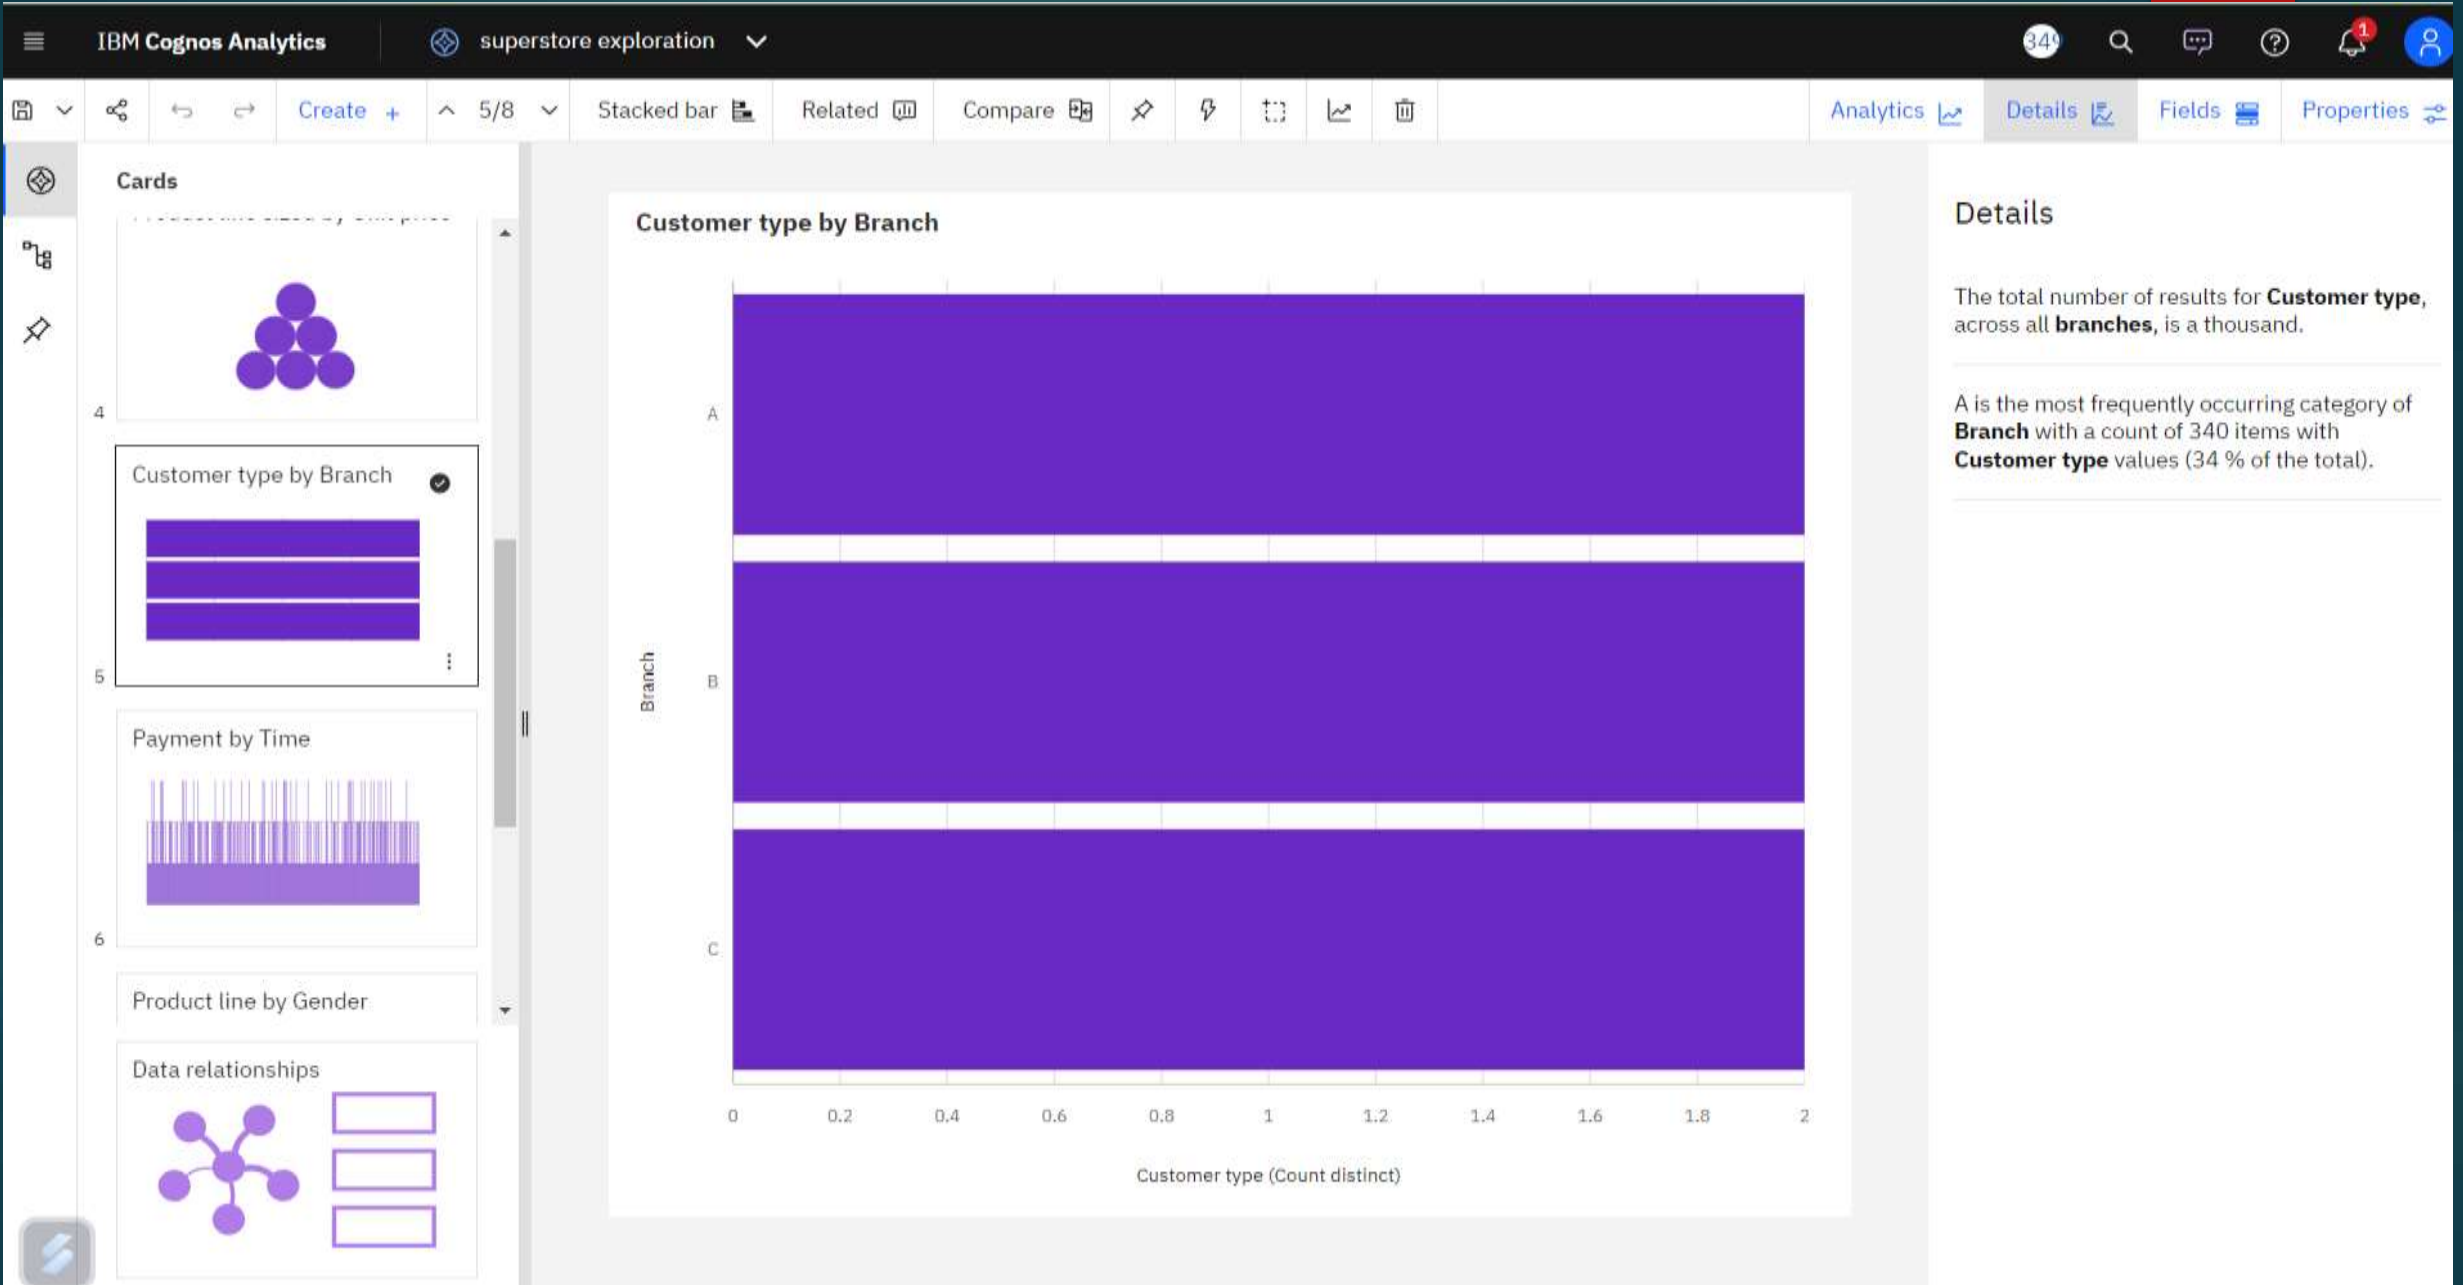 IBM Cognos Analytics
superstore exploration
1
Create +
5/8
Stacked bar
Related
Compare
Analytics
Details
Fields
Properties
Cards
4
Customer type by Branch
5
Payment by Time
6
Product line by Gender
Data relationships
Customer type by Branch
A
B
C
Branch
0 0.2 0.4 0.6 0.8 1 1.2 1.4 1.6 1.8 2
Customer type (Count distinct)
Details
The total number of results for Customer type,
across all branches, is a thousand.
A is the most frequently occurring category of
Branch with a count of 340 items with
Customer type values (34 % of the total).